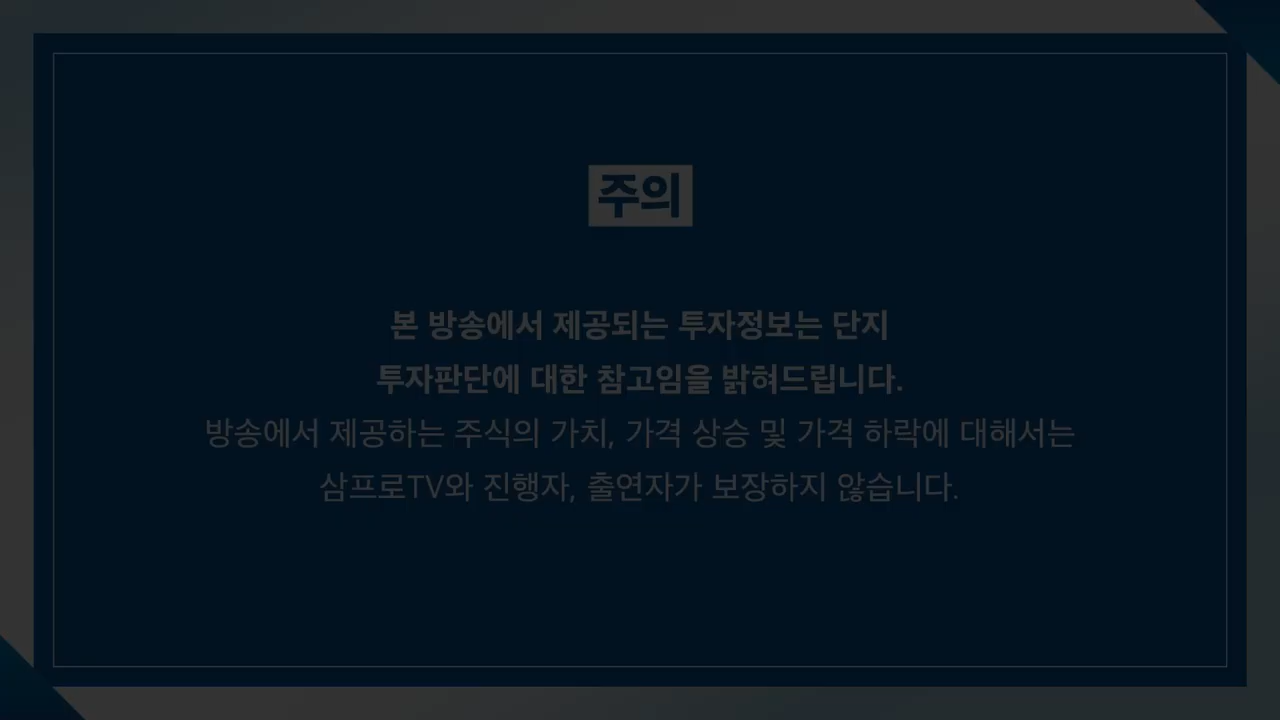 주의
본 방송에서 제공되는 투자정보는 단지
투자판단에 대한 참고임을 밝혀드립니다.
방송에서 제공하는 주식의 가치, 가격 상승 및 가격 하락에 대해서는
삼프로TV와 진행자, 출연자가 보장하지 않습니다.